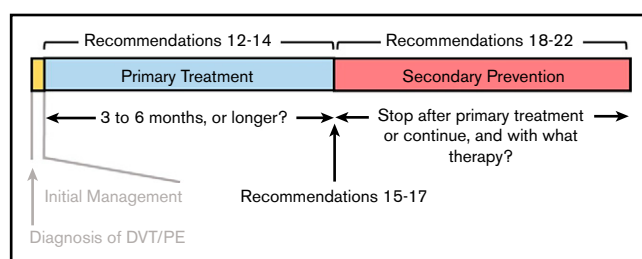 Recommendations 12-14
Recommendations 18-22
Primary Treatment
Secondary Prevention
3 to 6 months, or longer?
Stop after primary treatment
or continue, and with what
therapy?
Initial Management
Recommendations 15-17
Diagnosis of DVT/PE